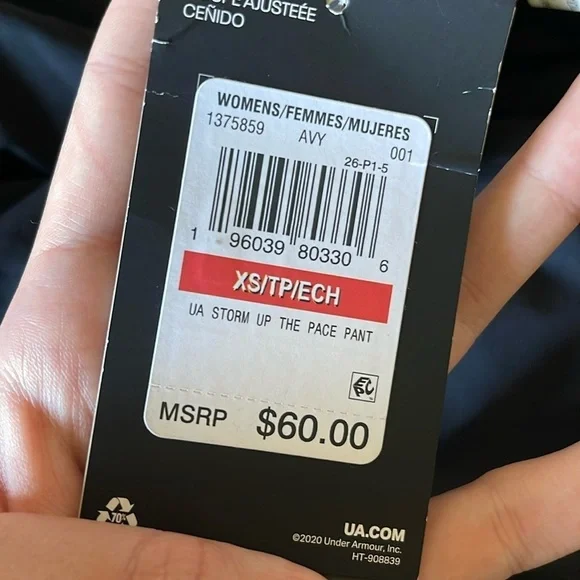 AJUSTEÉE
CEÑIDO
WOMENS/FEMMES/MUJERES
1375859 AVY 001
26-P1-5
1 96039 80330 6
XS/TP/ECH
UA STORM UP THE PACE PANT
MSRP $60.00
70%
UA.COM
©2020 Under Armour, Inc.
HT-908839